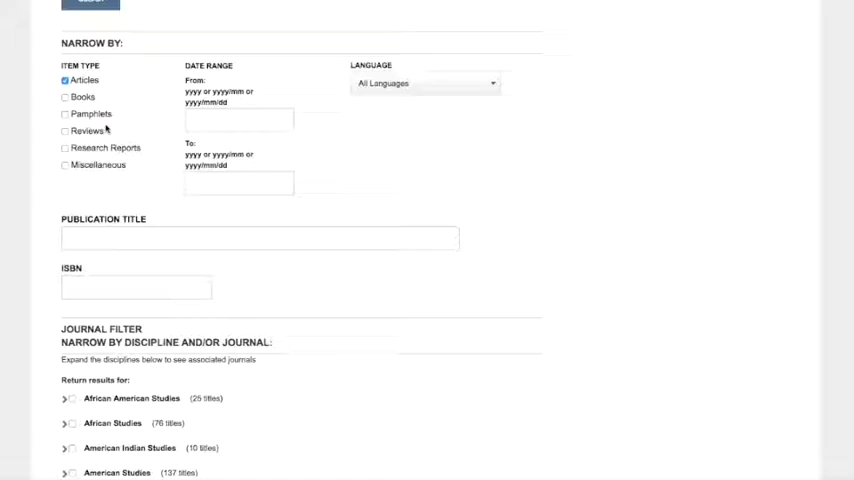 NARROW BY:
ITEM TYPE
Articles
Books
Pamphlets
Reviews
Research Reports
Miscellaneous
DATE RANGE
From:
yyyy or yyyy/mm or
yyyy/mm/dd
To:
yyyy or yyyy/mm or
yyyy/mm/dd
LANGUAGE
All Languages
PUBLICATION TITLE
ISBN
JOURNAL FILTER
NARROW BY DISCIPLINE AND/OR JOURNAL:
Expand the disciplines below to see associated journals
Return results for:
African American Studies (25 titles)
African Studies (76 titles)
American Indian Studies (10 titles)
American Studies (137 titles)